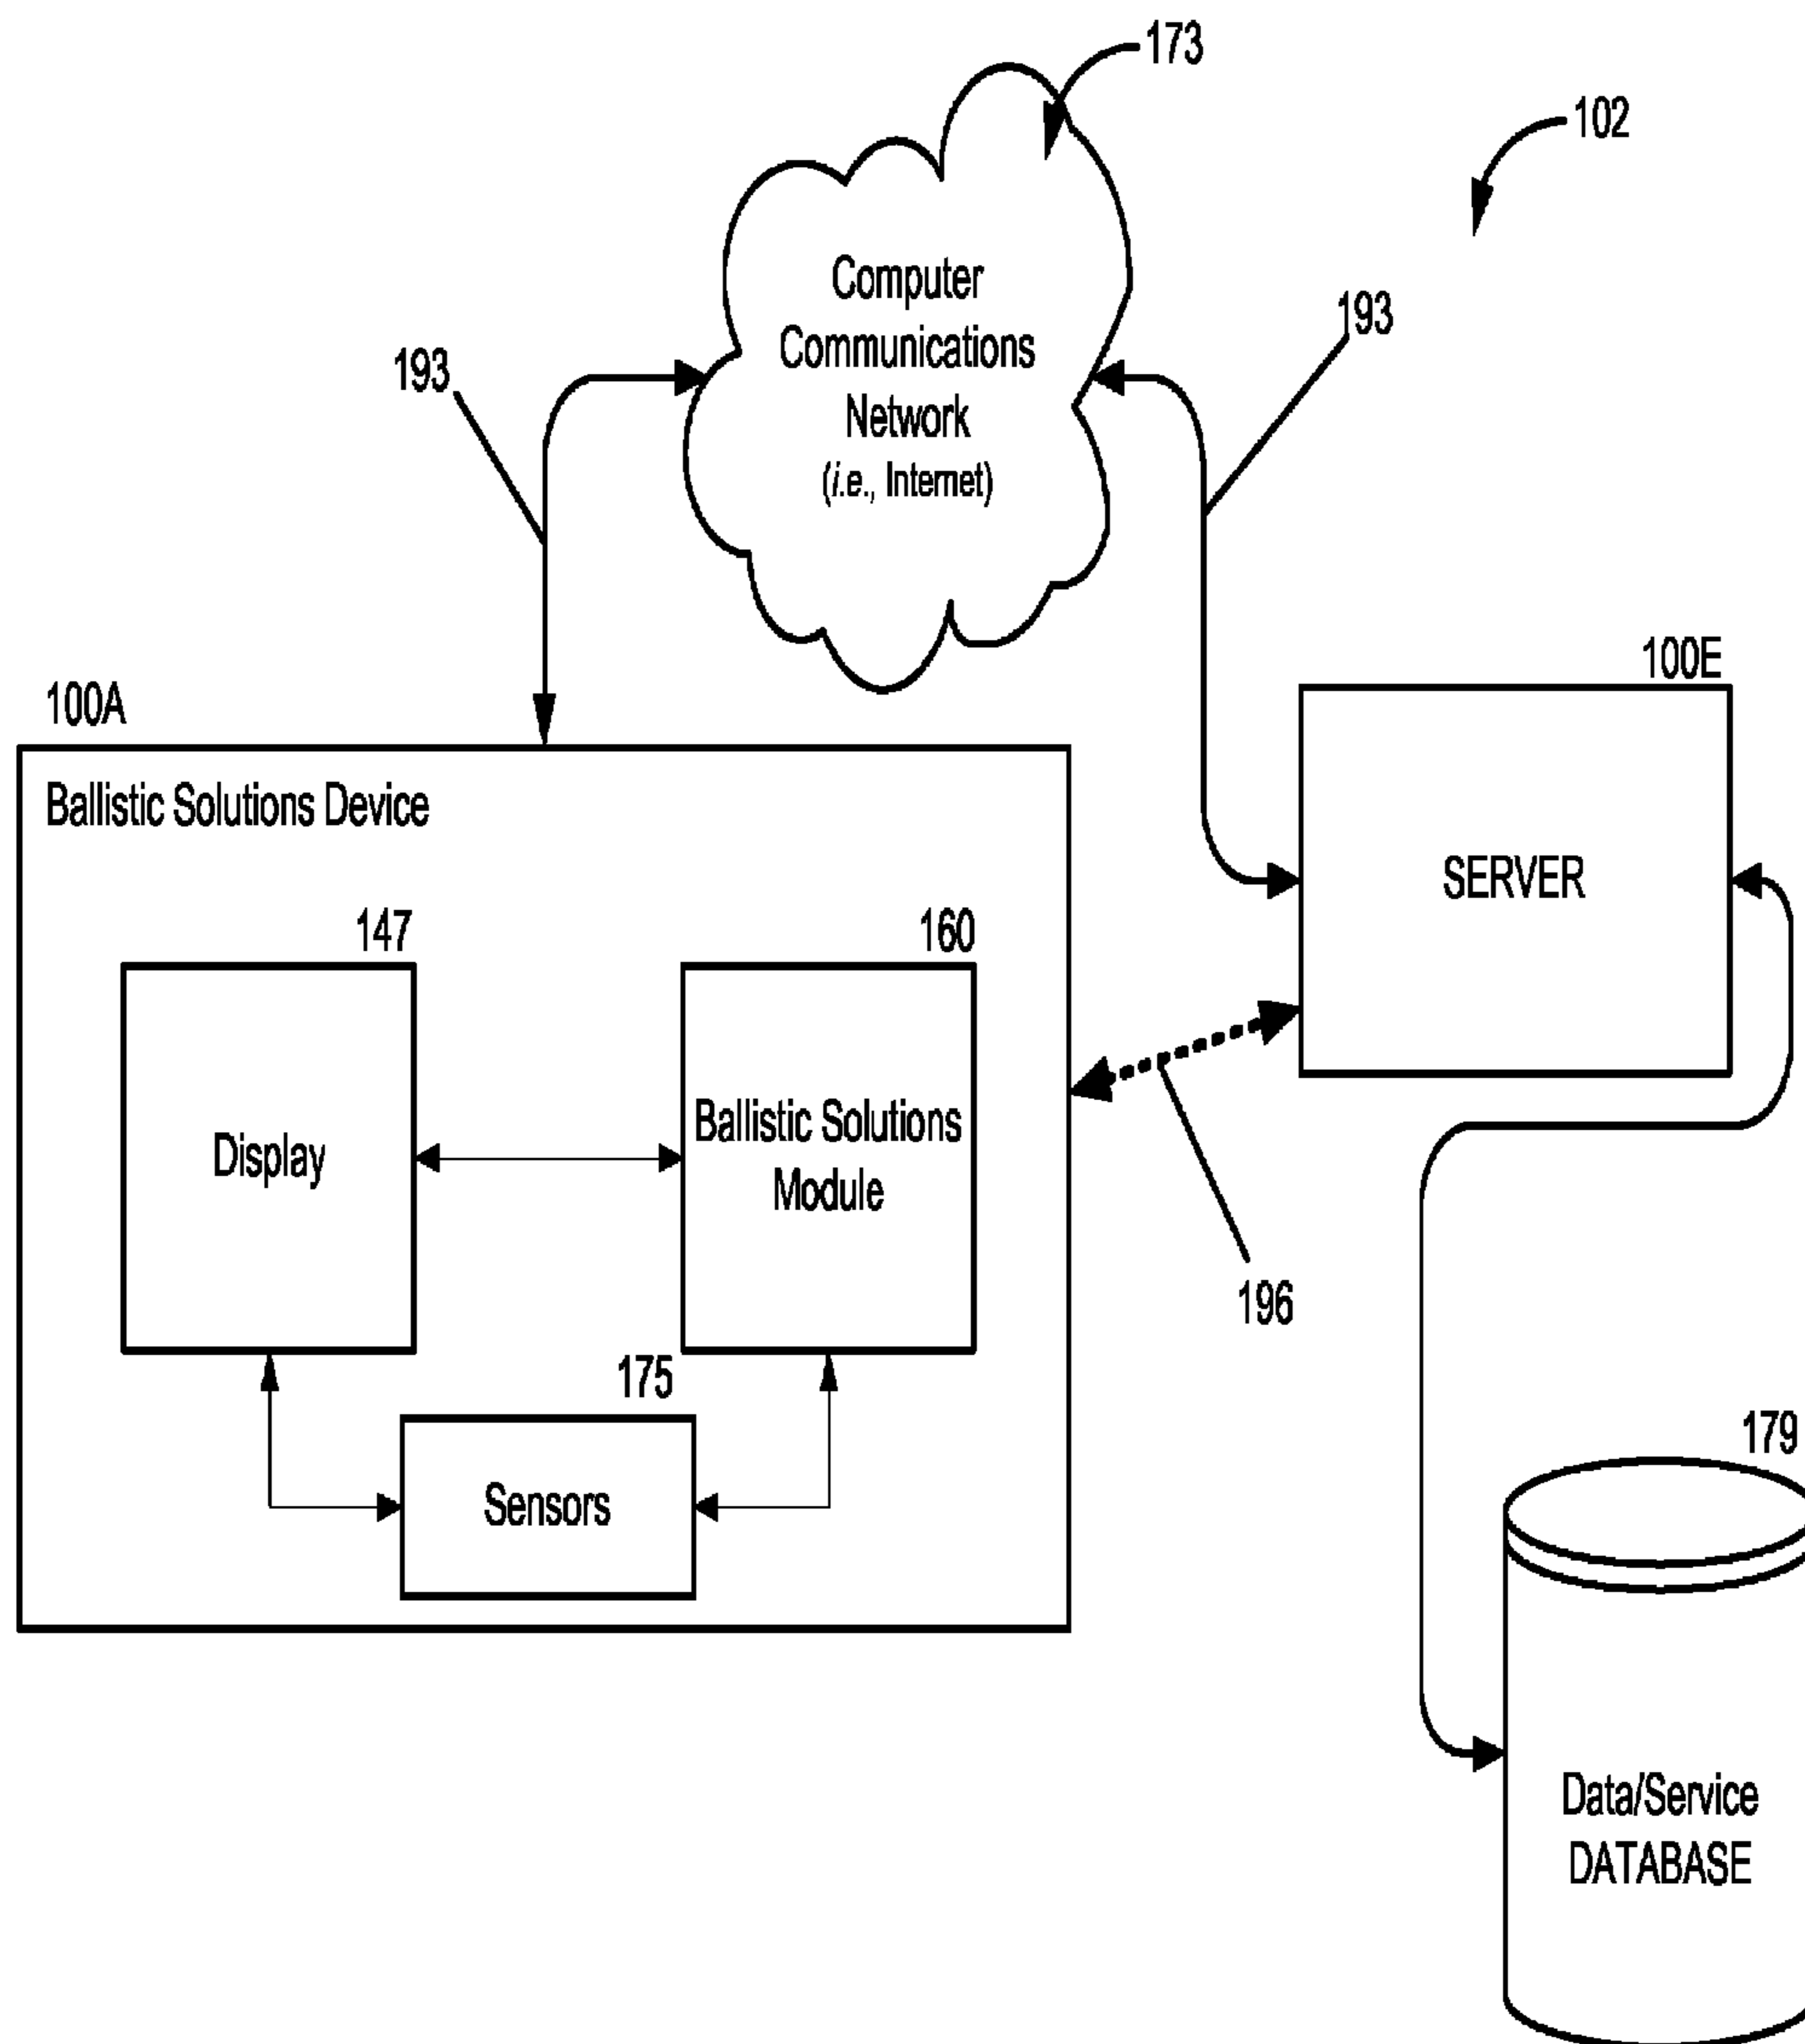 173
102
Computer
Communications
Network
(i.e., Internet)
193
193
100E
100A
Ballistic Solutions Device
SERVER
147
160
Ballistic Solutions
Module
Display
196
175
Sensors
179
Data/Service
DATABASE